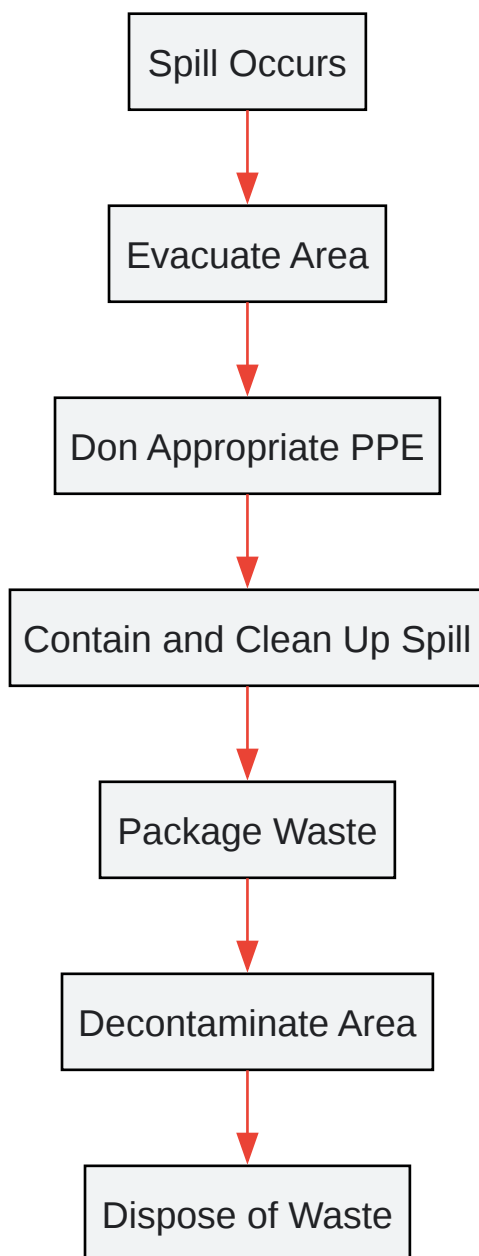 Spill Occurs
Evacuate Area
Don Appropriate PPE
Contain and Clean Up Spill
Package Waste
Decontaminate Area
Dispose of Waste